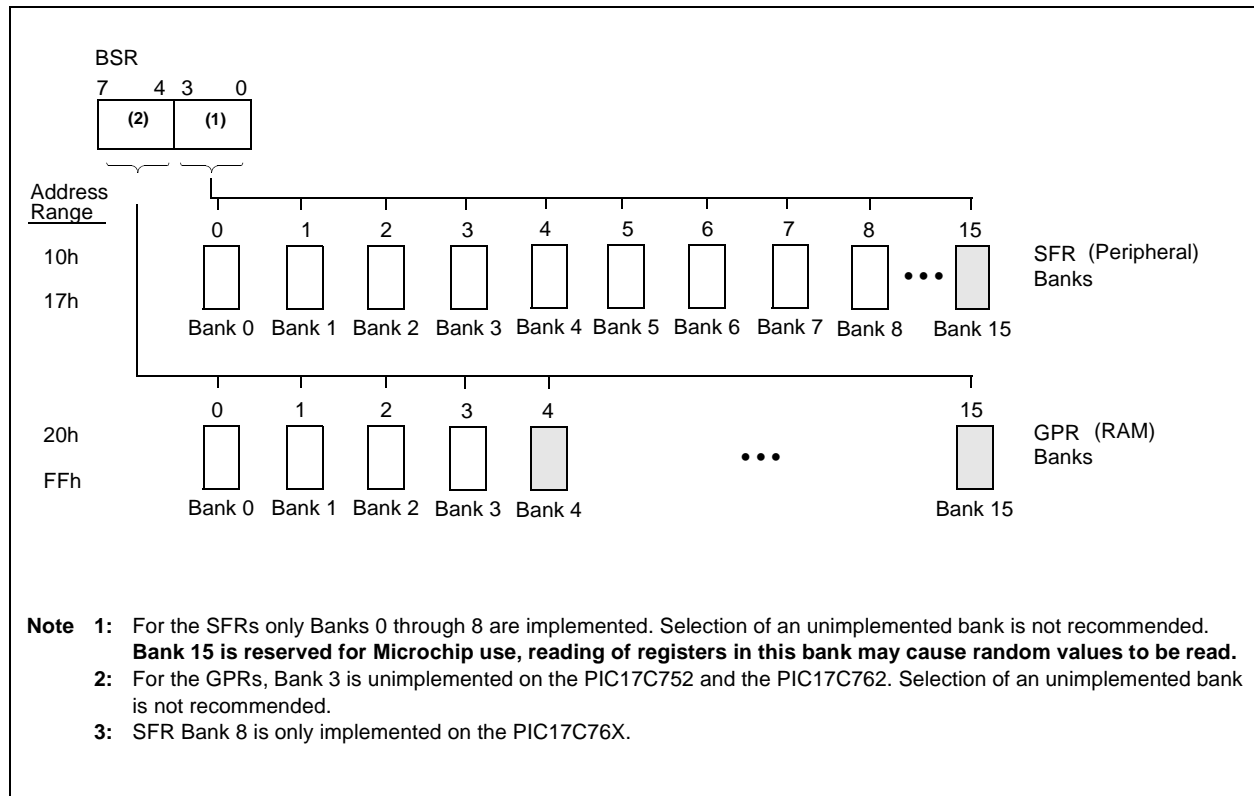 BSR
7 4 3 0
(2) (1)
Address
Range
0 1 2 3 4 5 6 7 8 15
10h
17h
SFR (Peripheral)
Banks
•••
Bank 0 Bank 1 Bank 2 Bank 3 Bank 4 Bank 5 Bank 6 Bank 7 Bank 8 Bank 15
0 1 2 3 4 15
20h
FFh
GPR (RAM)
Banks
•••
Bank 0 Bank 1 Bank 2 Bank 3 Bank 4 Bank 15
Note 1: For the SFRs only Banks 0 through 8 are implemented. Selection of an unimplemented bank is not recommended.
Bank 15 is reserved for Microchip use, reading of registers in this bank may cause random values to be read.
2: For the GPRs, Bank 3 is unimplemented on the PIC17C752 and the PIC17C762. Selection of an unimplemented bank
is not recommended.
3: SFR Bank 8 is only implemented on the PIC17C76X.